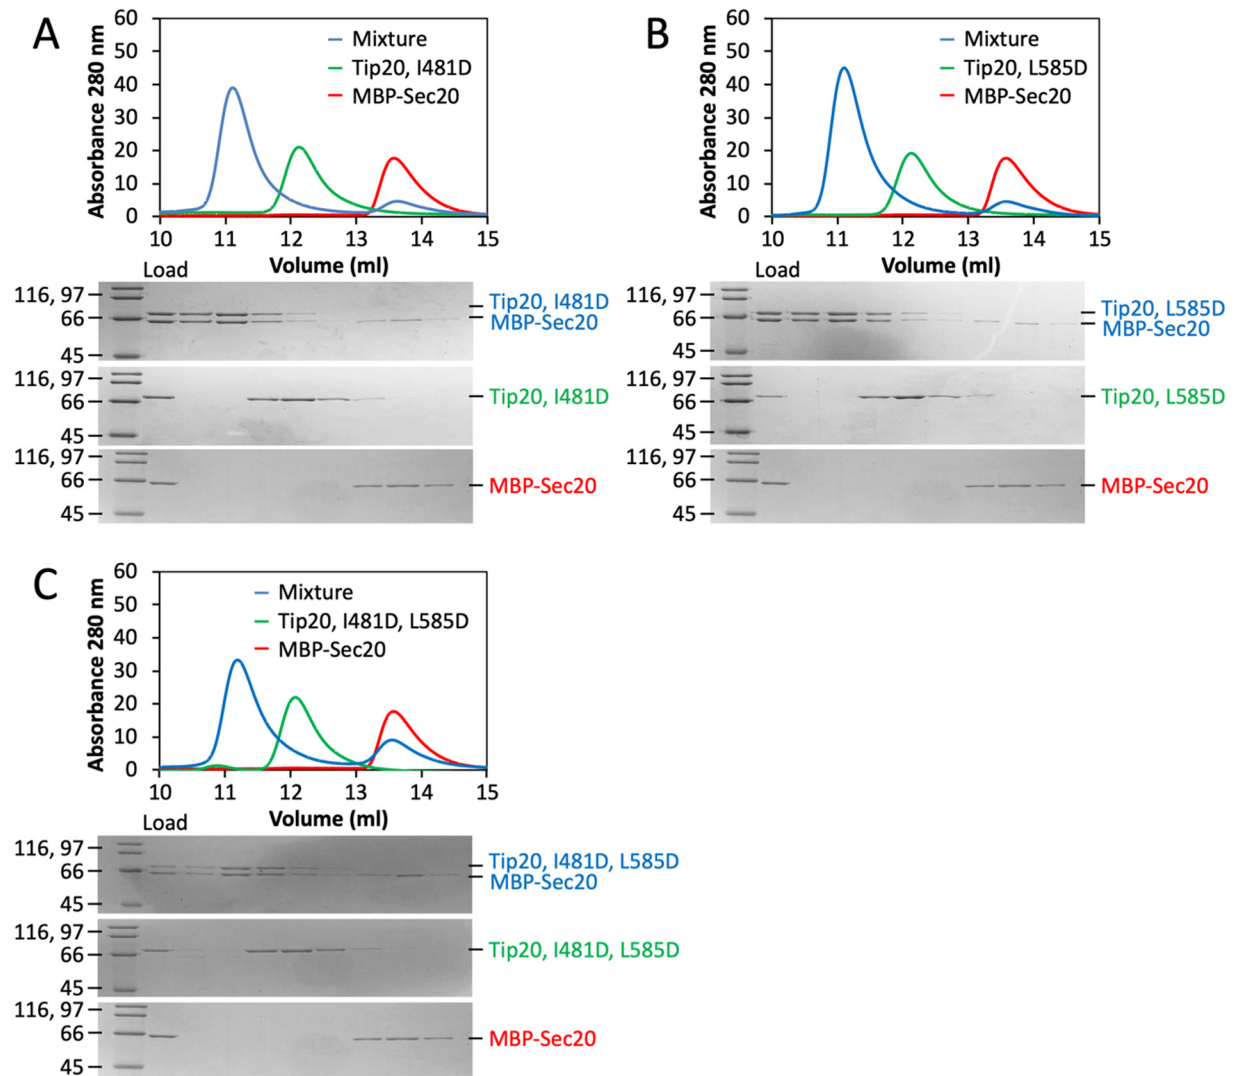 A
Absorbance 280 nm
60
50
40
30
20
10
0
Mixture
Tip20, I481D
MBP-Sec20
10 11 12 13 14 15
Load
Volume (ml)
116, 97
66
45
Tip20, I481D
MBP-Sec20
116, 97
66
45
Tip20, I481D
116, 97
66
45
MBP-Sec20
B
Absorbance 280 nm
60
50
40
30
20
10
0
Mixture
Tip20, L585D
MBP-Sec20
10 11 12 13 14 15
Load
Volume (ml)
116, 97
66
45
Tip20, L585D
MBP-Sec20
116, 97
66
45
Tip20, L585D
116, 97
66
45
MBP-Sec20
C
Absorbance 280 nm
60
50
40
30
20
10
0
Mixture
Tip20, I481D, L585D
MBP-Sec20
10 11 12 13 14 15
Load
Volume (ml)
116, 97
66
45
Tip20, I481D, L585D
MBP-Sec20
116, 97
66
45
Tip20, I481D, L585D
116, 97
66
45
MBP-Sec20